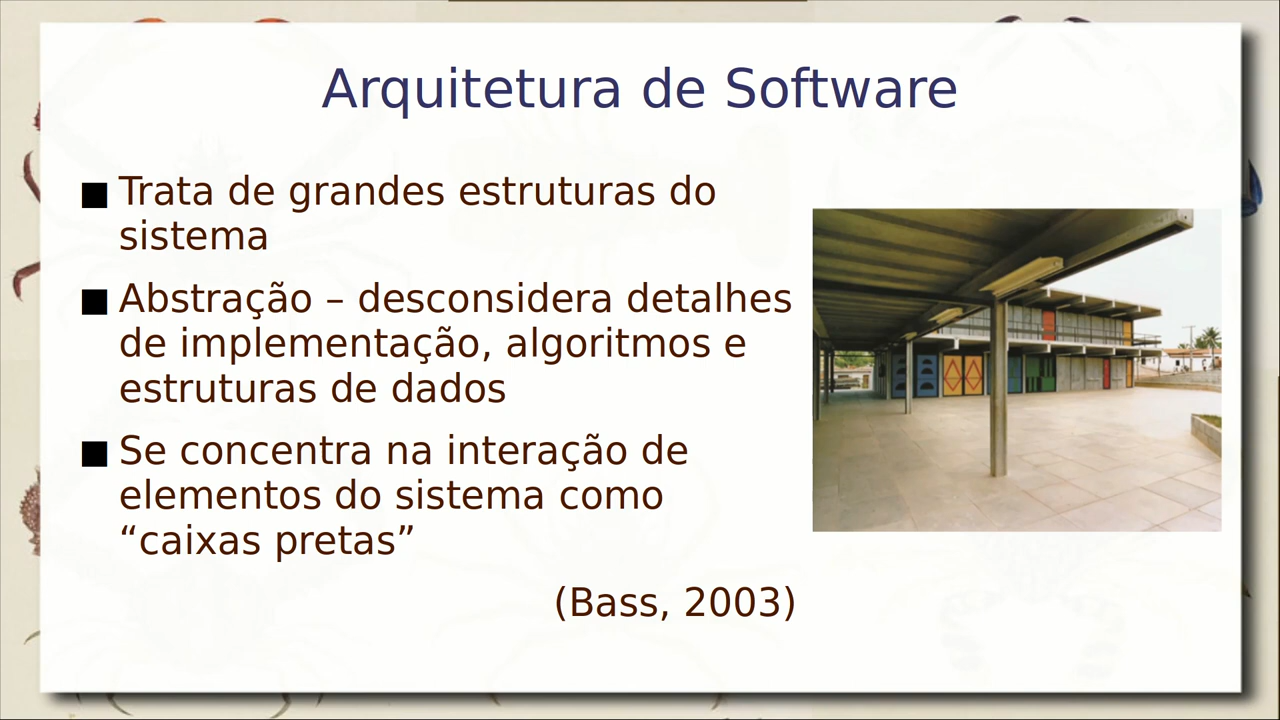 Arquitetura de Software
■ Trata de grandes estruturas do
sistema
■ Abstração – desconsidera detalhes
de implementação, algoritmos e
estruturas de dados
■ Se concentra na interação de
elementos do sistema como
“caixas pretas”
(Bass, 2003)